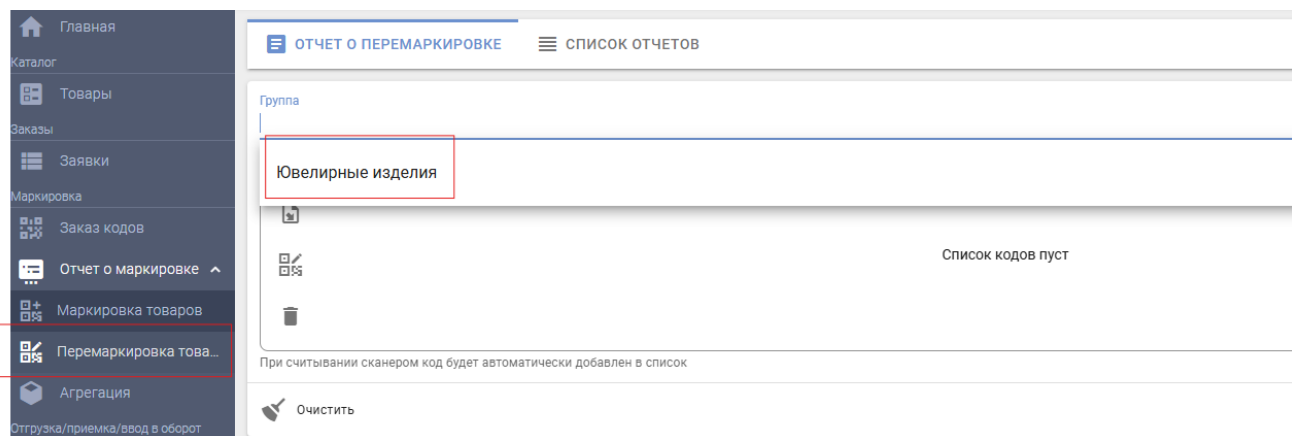 Главная
Каталог
Товары
Заказы
Заявки
Маркировка
Заказ кодов
Отчет о маркировке
Маркировка товаров
Перемаркировка това...
Агрегация
Отгрузка/приемка/ввод в оборот
ОТЧЕТ О ПЕРЕМАРКИРОВКЕ СПИСОК ОТЧЕТОВ
Группа
Ювелирные изделия
Список кодов пуст
При считывании сканером код будет автоматически добавлен в список
Очистить